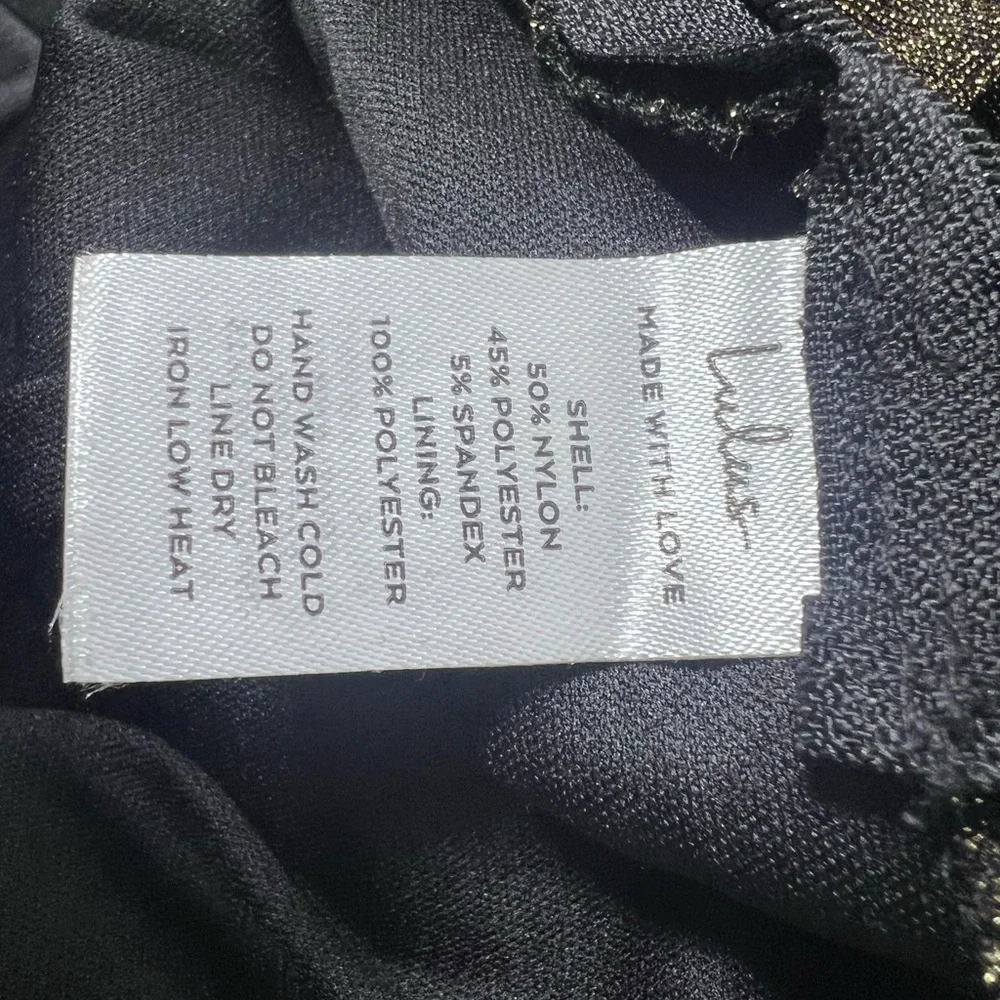 Lulus
MADE WITH LOVE
SHELL:
50% NYLON
45% POLYESTER
5% SPANDEX
LINING:
100% POLYESTER
HAND WASH COLD
DO NOT BLEACH
LINE DRY
IRON LOW HEAT